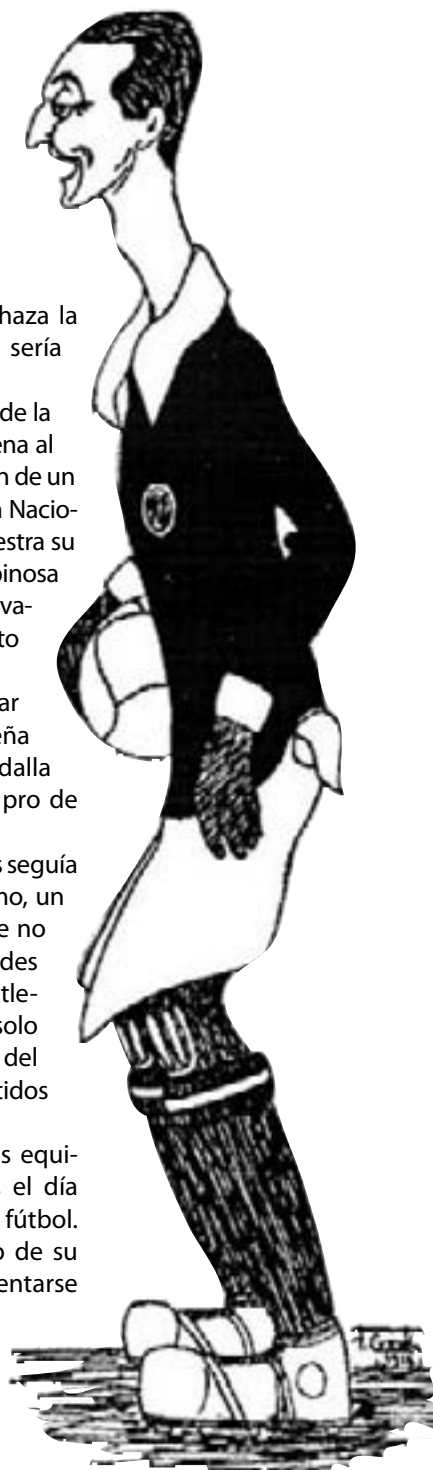 haza la
sería
de la
ena al
n de un
a Nacio-
estra su
pinosa
va-
to
ar
eña
dalla
pro de
s seguía
no, un
e no
des
tle-
solo
del
tidos
s equi-
el día
fútbol.
o de su
entarse